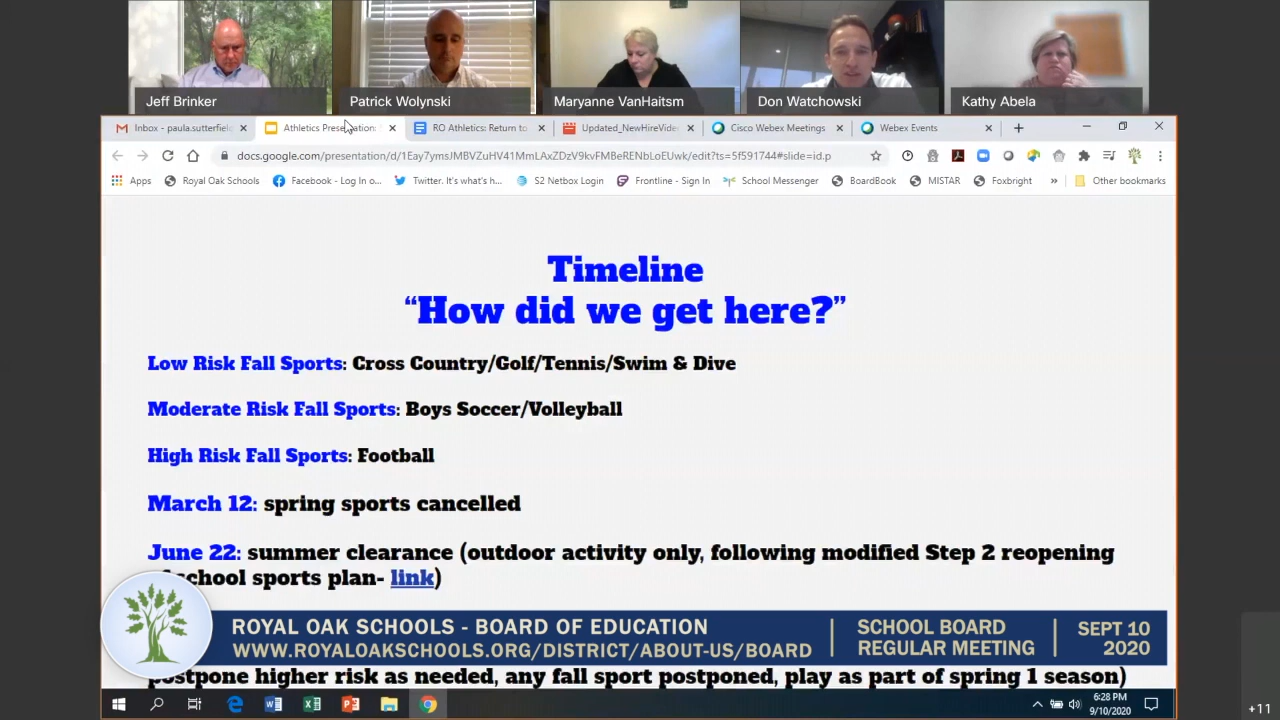 Jeff Brinker
Patrick Wolynski
Maryanne VanHaitsm
Don Watchowski
Kathy Abela
Inbox - paula.sutterfiel
Athletics Presentation:
RO Athletics: Return to
Updated_NewHireVide
Cisco Webex Meetings
Webex Events
docs.google.com/presentation/d/1Eay7ymsJMBVZuHV41MmLAxZDzV9kvFMBeRENbLoEUwk/edit?ts=5f591744#slide=id.p
Apps
Royal Oak Schools
Facebook - Log In o...
Twitter. It's what's h...
S2 Netbox Login
Frontline - Sign In
School Messenger
BoardBook
MISTAR
Foxbright
»
Other bookmarks
Timeline
“How did we get here?”
Low Risk Fall Sports: Cross Country/Golf/Tennis/Swim & Dive
Moderate Risk Fall Sports: Boys Soccer/Volleyball
High Risk Fall Sports: Football
March 12: spring sports cancelled
June 22: summer clearance (outdoor activity only, following modified Step 2 reopening
school sports plan- link)
ROYAL OAK SCHOOLS - BOARD OF EDUCATION
WWW.ROYALOAKSCHOOLS.ORG/DISTRICT/ABOUT-US/BOARD
SCHOOL BOARD
REGULAR MEETING
SEPT 10
2020
postpone higher risk as needed, any fall sport postponed, play as part of spring 1 season)
6:28 PM
9/10/2020
+11